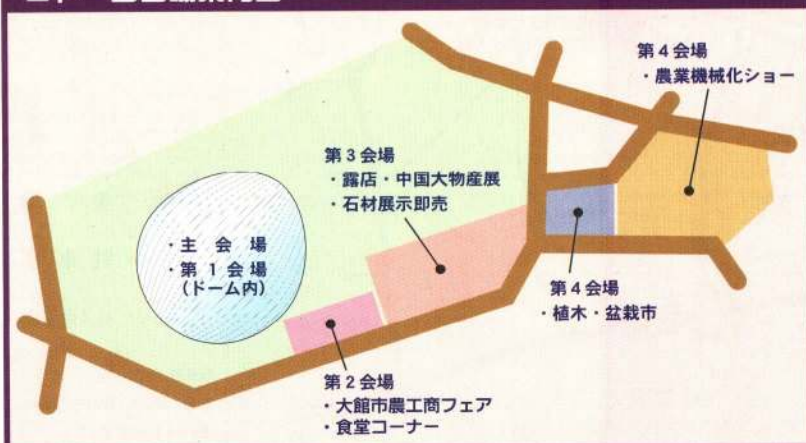 第4会場
・農業機械化ショー
第3会場
・露店・中国大物産展
・石材展示即売
・主会場
・第1会場
(ドーム内)
第4会場
・植木・盆栽市
第2会場
・大館市農工商フェア
・食堂コーナー